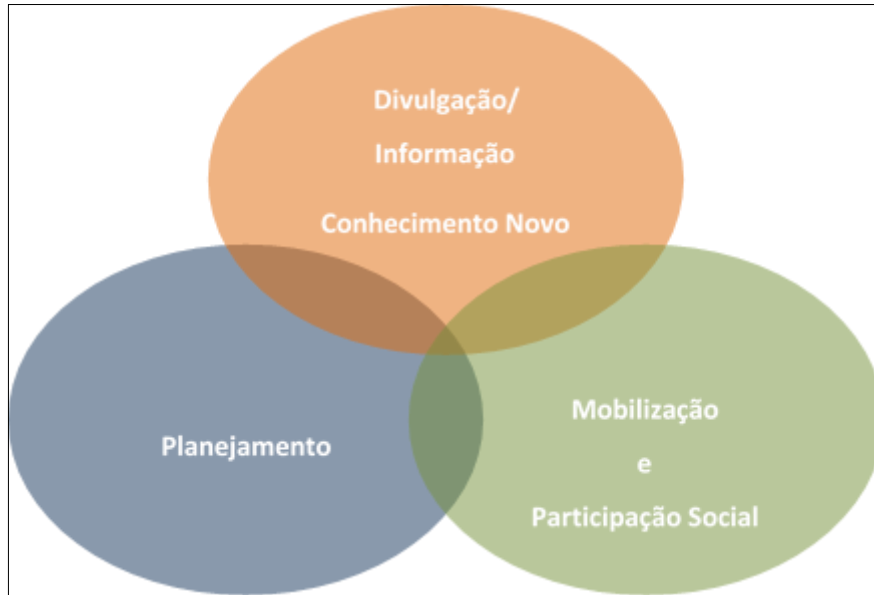 Divulgação/
Informação
Conhecimento Novo
Planejamento
Mobilização
e
Participação Social